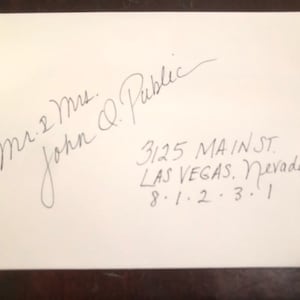 Mr. & Mrs.
John Q. Public
3125 MAIN ST.
LAS VEGAS, Nevada
8·1·2·3·1